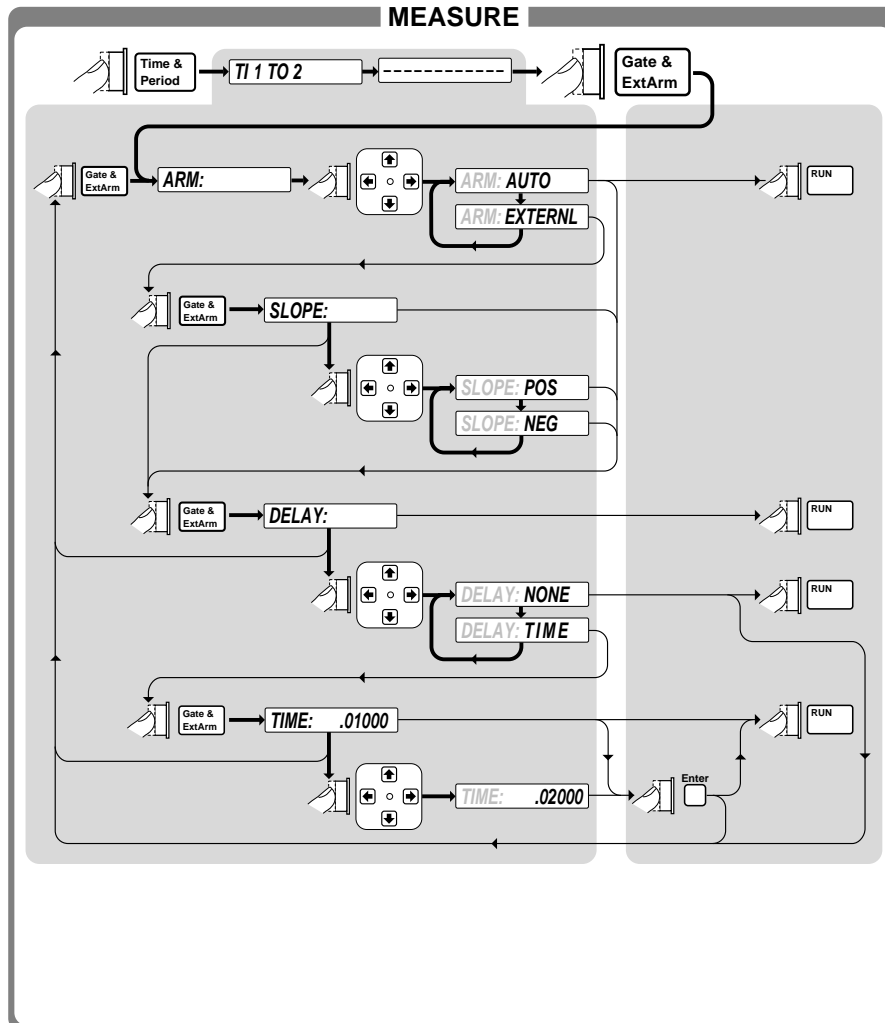 MEASURE
Time & Period
TI 1 TO 2
-------------
Gate & ExtArm
Gate & ExtArm
ARM:
ARM: AUTO
RUN
ARM: EXTERNL
Gate & ExtArm
SLOPE:
SLOPE: POS
SLOPE: NEG
Gate & ExtArm
DELAY:
RUN
DELAY: NONE
RUN
DELAY: TIME
Gate & ExtArm
TIME: .01000
RUN
Enter
TIME: .02000